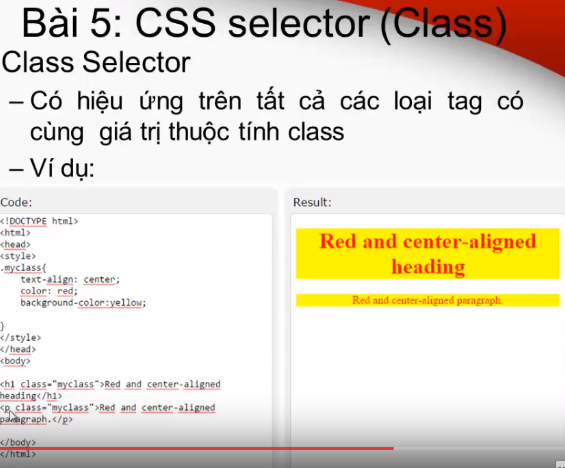 Bài 5: CSS selector (Class)
Class Selector
– Có hiệu ứng trên tất cả các loại tag có
cùng giá trị thuộc tính class
– Ví dụ:
Code:
<!DOCTYPE html>
<html>
<head>
<style>
.myclass{
text-align: center;
color: red;
background-color:yellow;
}
</style>
</head>
<body>
<h1 class="myclass">Red and center-aligned
heading</h1>
<p class="myclass">Red and center-aligned
paragraph.</p>
</body>
</html>
Result:
Red and center-aligned
heading
Red and center-aligned paragraph.